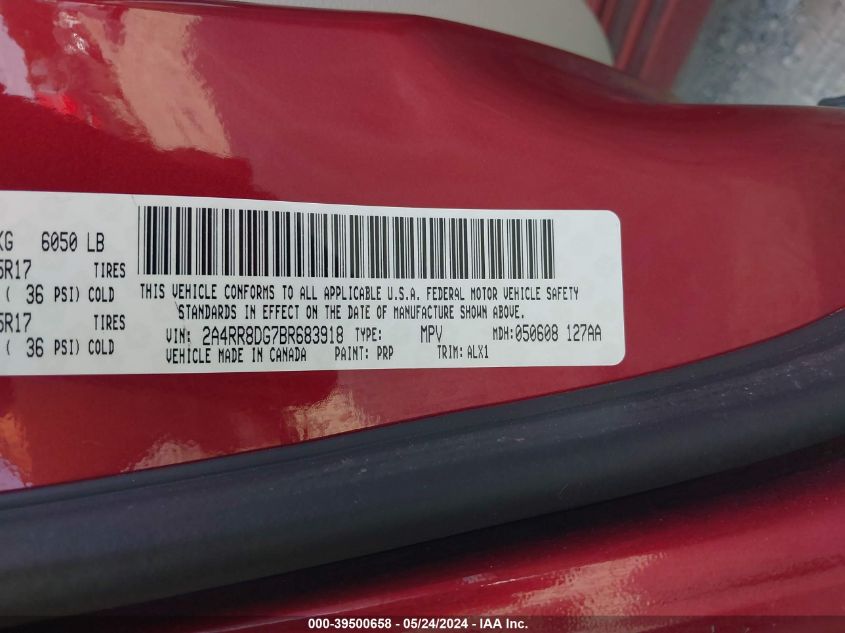 KG 6050 LB
5R17 TIRES
( 36 PSI) COLD
5R17 TIRES
( 36 PSI) COLD
THIS VEHICLE CONFORMS TO ALL APPLICABLE U.S.A. FEDERAL MOTOR VEHICLE SAFETY
STANDARDS IN EFFECT ON THE DATE OF MANUFACTURE SHOWN ABOVE.
VIN: 2A4RR8DG7BR683918 TYPE: MPV MDH:050608 127AA
VEHICLE MADE IN CANADA PAINT: PRP TRIM: ALX1
000-39500658 - 05/24/2024 - IAA Inc.